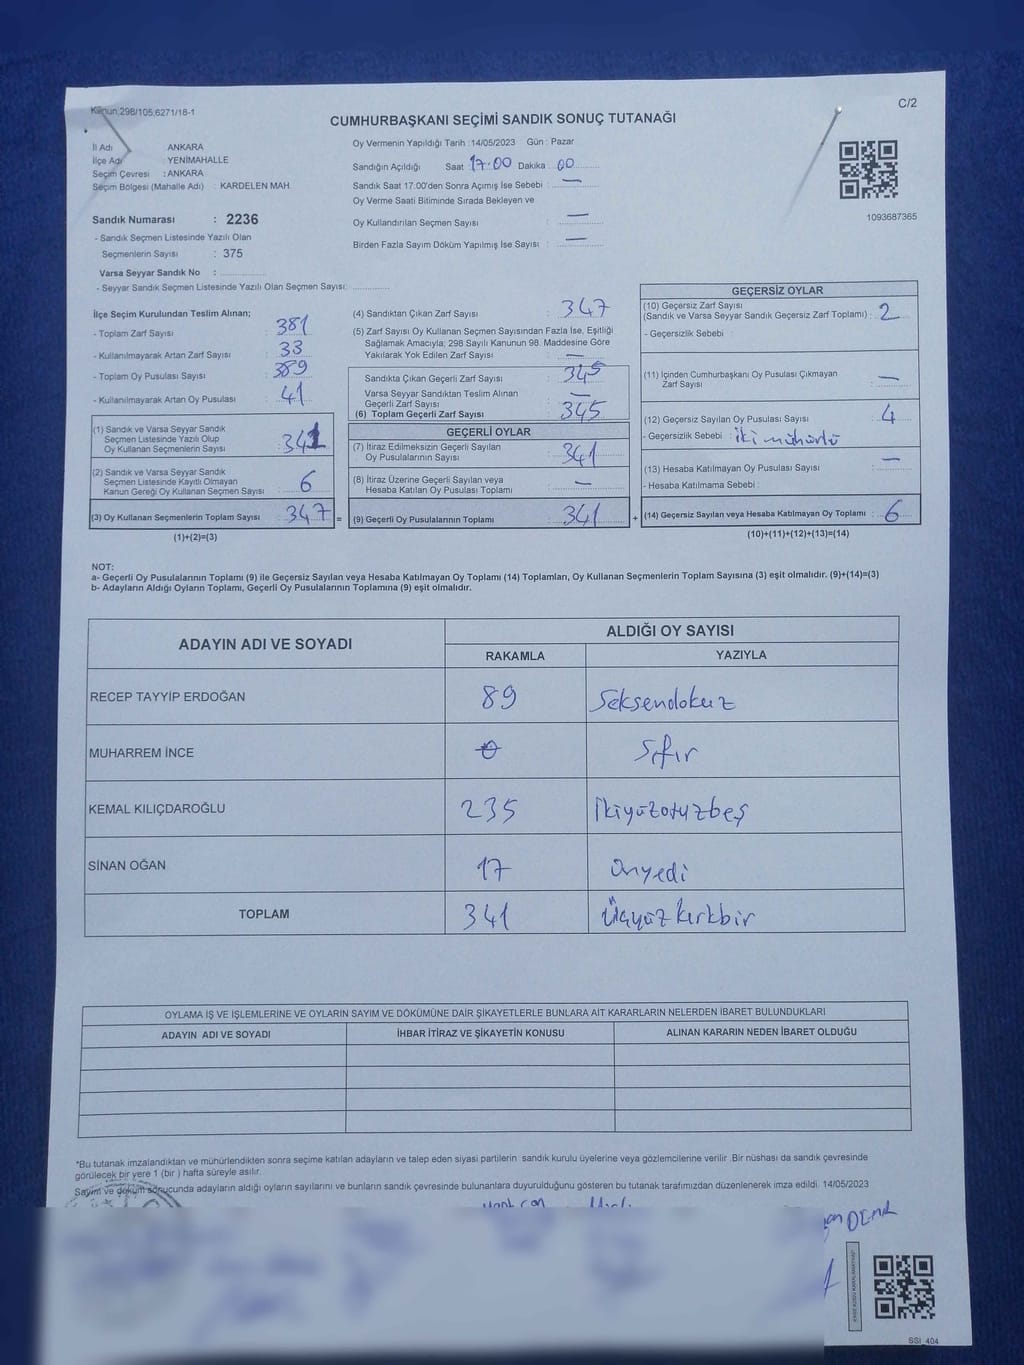 Kanun:298/105,6271/18-1
C/2
CUMHURBAŞKANI SEÇİMİ SANDIK SONUÇ TUTANAĞI
İl Adı ANKARA
İlçe Adı YENİMAHALLE
Seçim Çevresi : ANKARA
Seçim Bölgesi (Mahalle Adı) : KARDELEN MAH.
Sandık Numarası : 2236
- Sandık Seçmen Listesinde Yazılı Olan
Seçmenlerin Sayısı : 375
Varsa Seyyar Sandık No :
- Seyyar Sandık Seçmen Listesinde Yazılı Olan Seçmen Sayısı:
Oy Vermenin Yapıldığı Tarih :14/05/2023 Gün : Pazar
Sandığın Açıldığı Saat 17.00 Dakika 00
Sandık Saat 17.00'den Sonra Açımış İse Sebebi : —
Oy Verme Saati Bitiminde Sırada Bekleyen ve
Oy Kullandırılan Seçmen Sayısı : —
Birden Fazla Sayım Döküm Yapılmış İse Sayısı : —
1093687365
İlçe Seçim Kurulundan Teslim Alınan;
- Toplam Zarf Sayısı : 381
- Kullanılmayarak Artan Zarf Sayısı : 33
- Toplam Oy Pusulası Sayısı : 389
- Kullanılmayarak Artan Oy Pusulası : 41
(1) Sandık ve Varsa Seyyar Sandık
Seçmen Listesinde Yazılı Olup
Oy Kullanan Seçmenlerin Sayısı : 341
(2) Sandık ve Varsa Seyyar Sandık
Seçmen Listesinde Kayıtlı Olmayan
Kanun Gereği Oy Kullanan Seçmen Sayısı : 6
(3) Oy Kullanan Seçmenlerin Toplam Sayısı : 347 =
(1)+(2)=(3)
(4) Sandıktan Çıkan Zarf Sayısı : 347
(5) Zarf Sayısı Oy Kullanan Seçmen Sayısından Fazla İse, Eşitliği
Sağlamak Amacıyla; 298 Sayılı Kanunun 98. Maddesine Göre
Yakılarak Yok Edilen Zarf Sayısı : —
Sandıkta Çıkan Geçerli Zarf Sayısı : 345
Varsa Seyyar Sandıktan Teslim Alınan
Geçerli Zarf Sayısı : —
(6) Toplam Geçerli Zarf Sayısı : 345
GEÇERLİ OYLAR
(7) İtiraz Edilmeksizin Geçerli Sayılan
Oy Pusulalarının Sayısı : 341
(8) İtiraz Üzerine Geçerli Sayılan veya
Hesaba Katılan Oy Pusulası Toplamı : —
(9) Geçerli Oy Pusulalarının Toplamı : 341 +
GEÇERSİZ OYLAR
(10) Geçersiz Zarf Sayısı
(Sandık ve Varsa Seyyar Sandık Geçersiz Zarf Toplamı) : 2
- Geçersizlik Sebebi :
(11) İçinden Cumhurbaşkanı Oy Pusulası Çıkmayan
Zarf Sayısı : —
(12) Geçersiz Sayılan Oy Pusulası Sayısı : 4
- Geçersizlik Sebebi : iki mühürlü
(13) Hesaba Katılmayan Oy Pusulası Sayısı : —
- Hesaba Katılmama Sebebi :
(14) Geçersiz Sayılan veya Hesaba Katılmayan Oy Toplamı : 6
(10)+(11)+(12)+(13)=(14)
NOT:
a- Geçerli Oy Pusulalarının Toplamı (9) ile Geçersiz Sayılan veya Hesaba Katılmayan Oy Toplamı (14) Toplamları, Oy Kullanan Seçmenlerin Toplam Sayısına (3) eşit olmalıdır. (9)+(14)=(3)
b- Adayların Aldığı Oyların Toplamı, Geçerli Oy Pusulalarının Toplamına (9) eşit olmalıdır.
ADAYIN ADI VE SOYADI
ALDIĞI OY SAYISI
RAKAMLA YAZIYLA
RECEP TAYYİP ERDOĞAN 89 Seksendokuz
MUHARREM İNCE 0 Sıfır
KEMAL KILIÇDAROĞLU 235 İkiyüzotuzbeş
SİNAN OĞAN 17 Onyedi
TOPLAM 341 Üçyüzkırkbir
OYLAMA İŞ VE İŞLEMLERİNE VE OYLARIN SAYIM VE DÖKÜMÜNE DAİR ŞİKAYETLERLE BUNLARA AİT KARARLARIN NELERDEN İBARET BULUNDUKLARI
ADAYIN ADI VE SOYADI İHBAR İTİRAZ VE ŞİKAYETİN KONUSU ALINAN KARARIN NEDEN İBARET OLDUĞU
*Bu tutanak imzalandıktan ve mühürlendikten sonra seçime katılan adayların ve talep eden siyasi partilerin sandık kurulu üyelerine veya gözlemcilerine verilir .Bir nüshası da sandık çevresinde
görülecek bir yere 1 (bir ) hafta süreyle asılır.
Sayım ve döküm sonucunda adayların aldığı oyların sayılarını ve bunların sandık çevresinde bulunanlara duyurulduğunu gösteren bu tutanak tarafımızdan düzenlenerek imza edildi. 14/05/2023
SSI_404